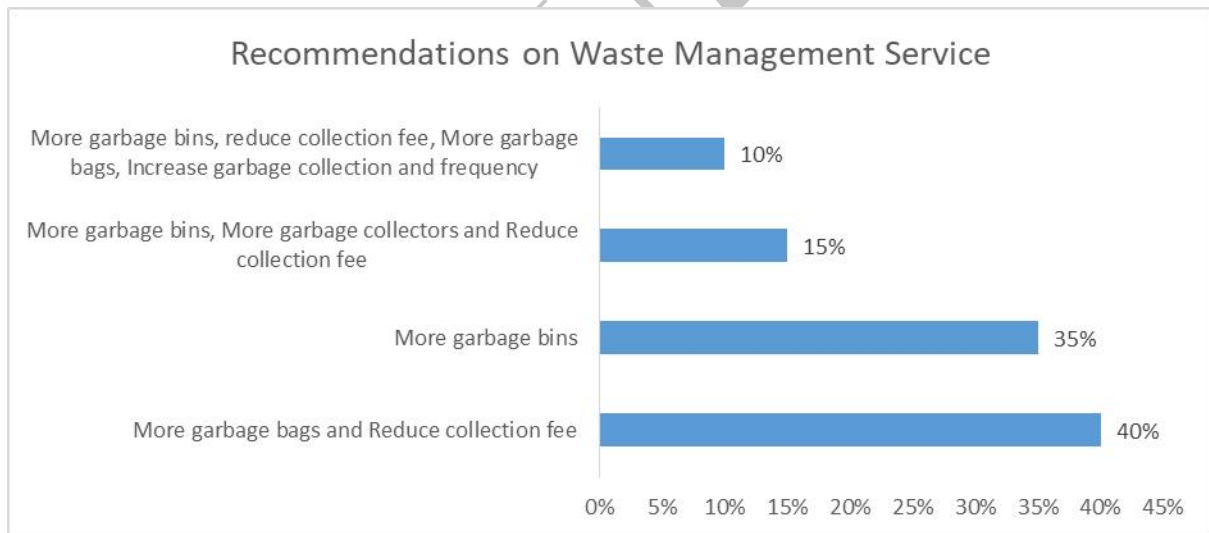 Recommendations on Waste Management Service
More garbage bins, reduce collection fee, More garbage
bags, Increase garbage collection and frequency
10%
More garbage bins, More garbage collectors and Reduce
collection fee
15%
More garbage bins
35%
More garbage bags and Reduce collection fee
40%
0% 5% 10% 15% 20% 25% 30% 35% 40% 45%